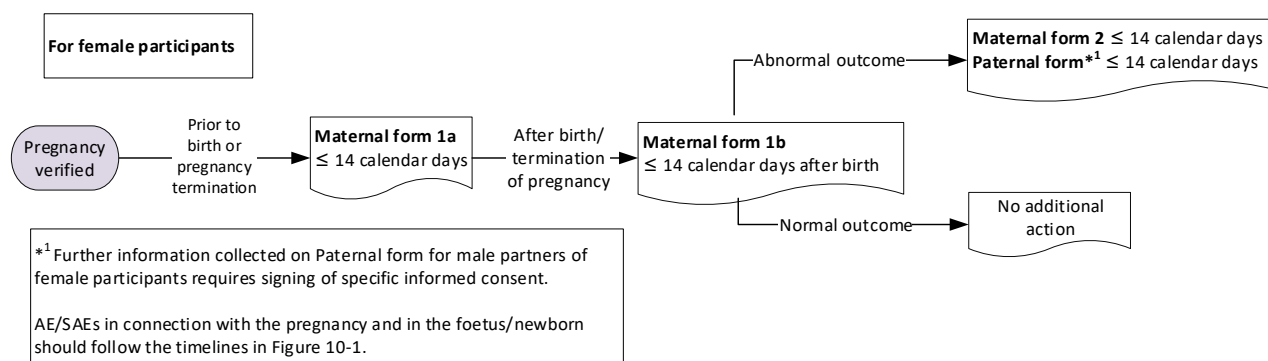 For female participants
Pregnancy
verified
Prior to
birth or
pregnancy
termination
Maternal form 1a
≤ 14 calendar days
After birth/
termination
of pregnancy
Maternal form 1b
≤ 14 calendar days after birth
Abnormal outcome
Maternal form 2 ≤ 14 calendar days
Paternal form*1 ≤ 14 calendar days
Normal outcome
No additional
action
*1 Further information collected on Paternal form for male partners of
female participants requires signing of specific informed consent.
AE/SAEs in connection with the pregnancy and in the foetus/newborn
should follow the timelines in Figure 10-1.